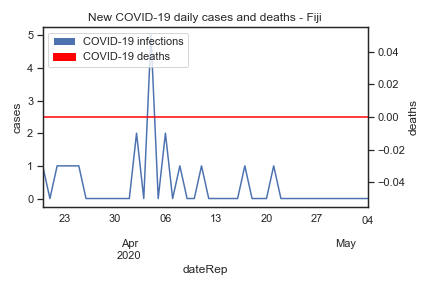 New COVID-19 daily cases and deaths - Fiji
COVID-19 infections
COVID-19 deaths
5
4
3
2
1
0
cases
0.04
0.02
0.00
−0.02
−0.04
deaths
23 30 06 13 20 27 04
Apr May
2020
dateRep